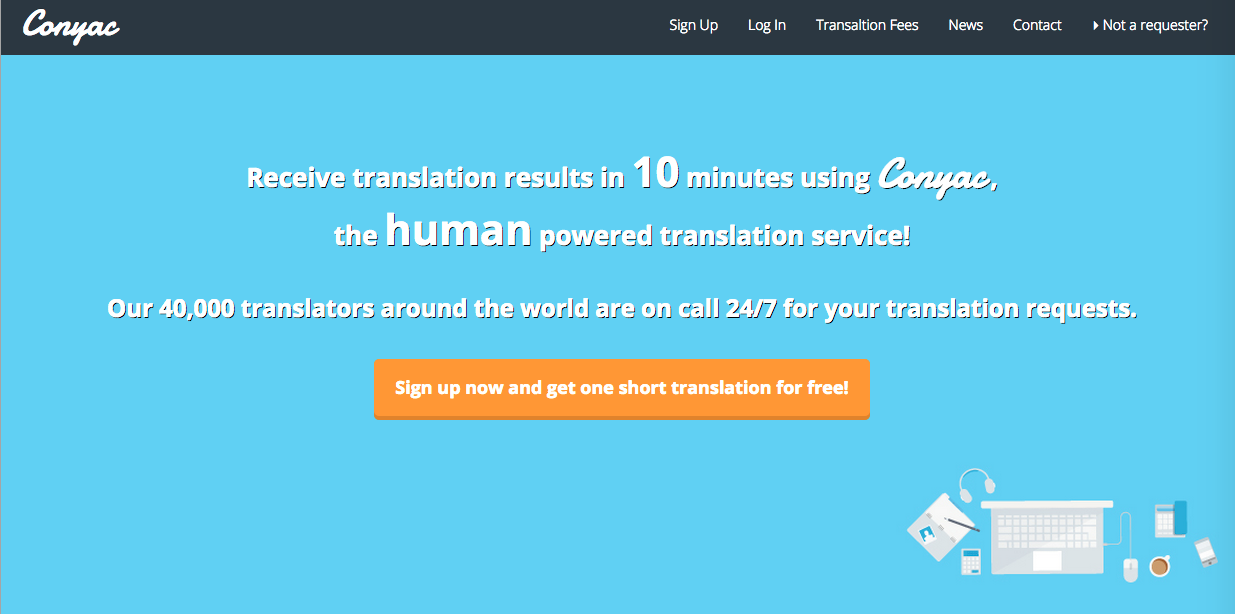 Conyac
Sign Up Log In Transaltion Fees News Contact Not a requester?
Receive translation results in 10 minutes using Conyac,
the human powered translation service!
Our 40,000 translators around the world are on call 24/7 for your translation requests.
Sign up now and get one short translation for free!